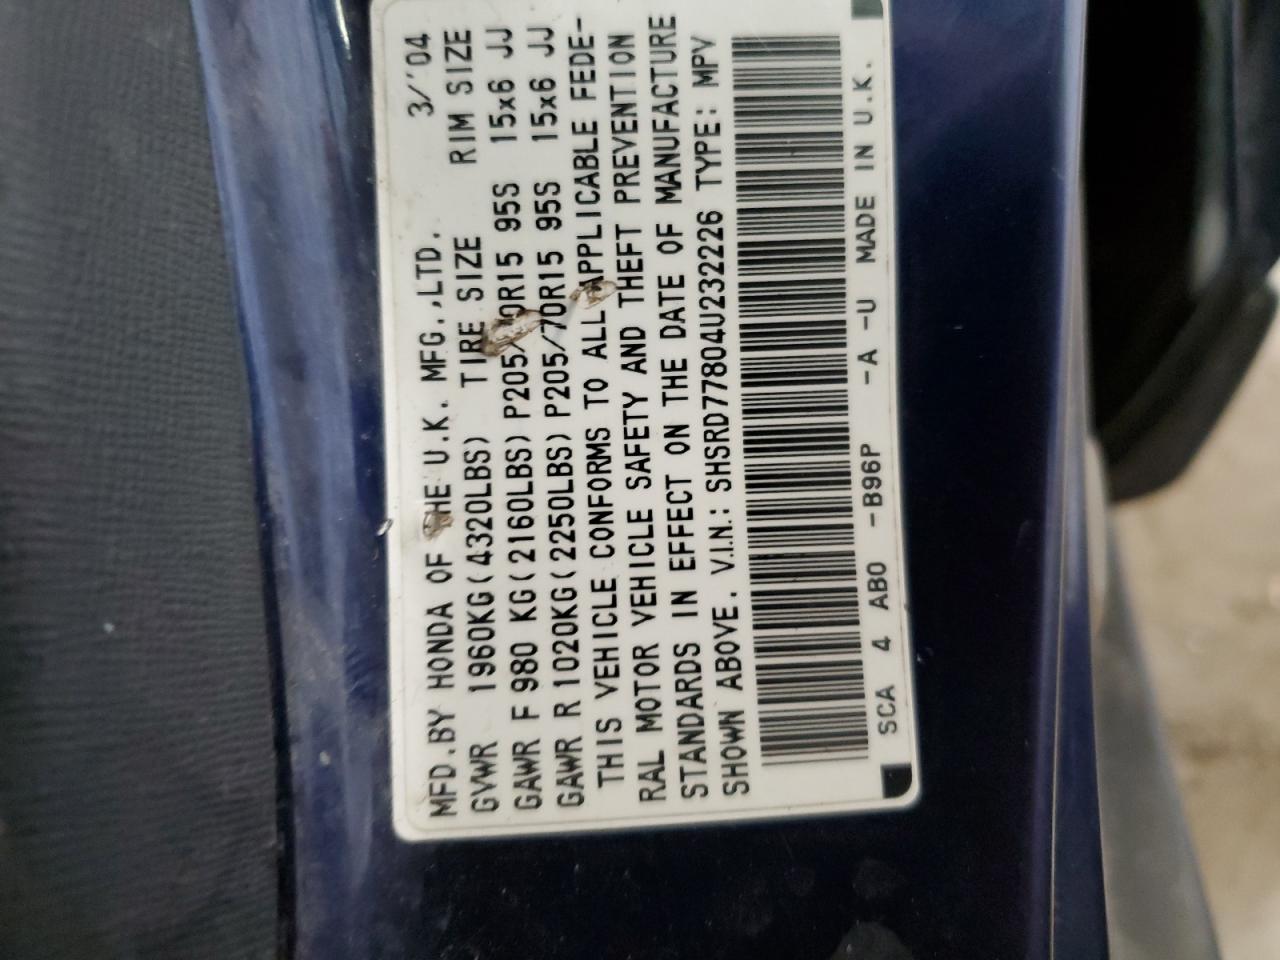 MFD.BY HONDA OF THE U.K. MFG.,LTD. 3/'04
GVWR 1960KG(4320LBS) TIRE SIZE RIM SIZE
GAWR F 980 KG(2160LBS) P205/70R15 95S 15x6 JJ
GAWR R 1020KG(2250LBS) P205/70R15 95S 15x6 JJ
THIS VEHICLE CONFORMS TO ALL APPLICABLE FEDE-
RAL MOTOR VEHICLE SAFETY AND THEFT PREVENTION
STANDARDS IN EFFECT ON THE DATE OF MANUFACTURE
SHOWN ABOVE. V.I.N.: SHSRD77804U232226 TYPE: MPV
SCA 4 AB0 -B96P -A -U MADE IN U.K.